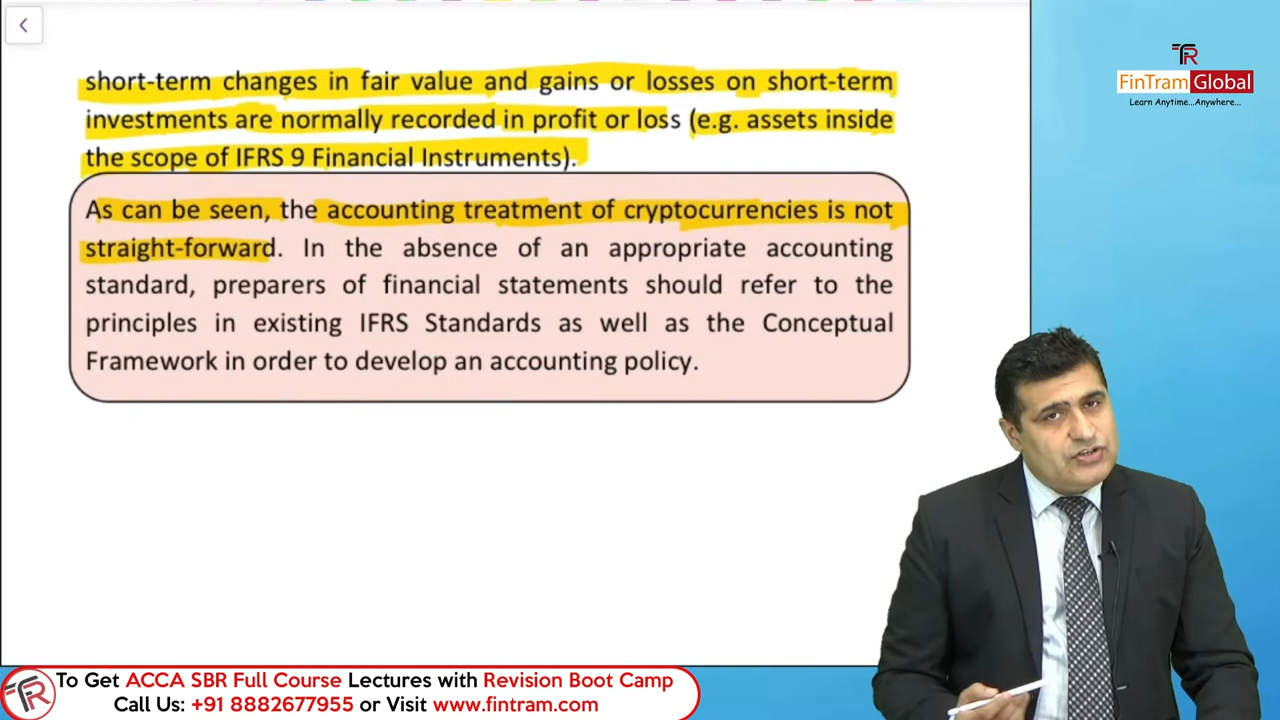 short-term changes in fair value and gains or losses on short-term
investments are normally recorded in profit or loss (e.g. assets inside
the scope of IFRS 9 Financial Instruments).
As can be seen, the accounting treatment of cryptocurrencies is not
straight-forward. In the absence of an appropriate accounting
standard, preparers of financial statements should refer to the
principles in existing IFRS Standards as well as the Conceptual
Framework in order to develop an accounting policy.
FinTram Global
Learn Anytime...Anywhere...
To Get ACCA SBR Full Course Lectures with Revision Boot Camp
Call Us: +91 8882677955 or Visit www.fintram.com